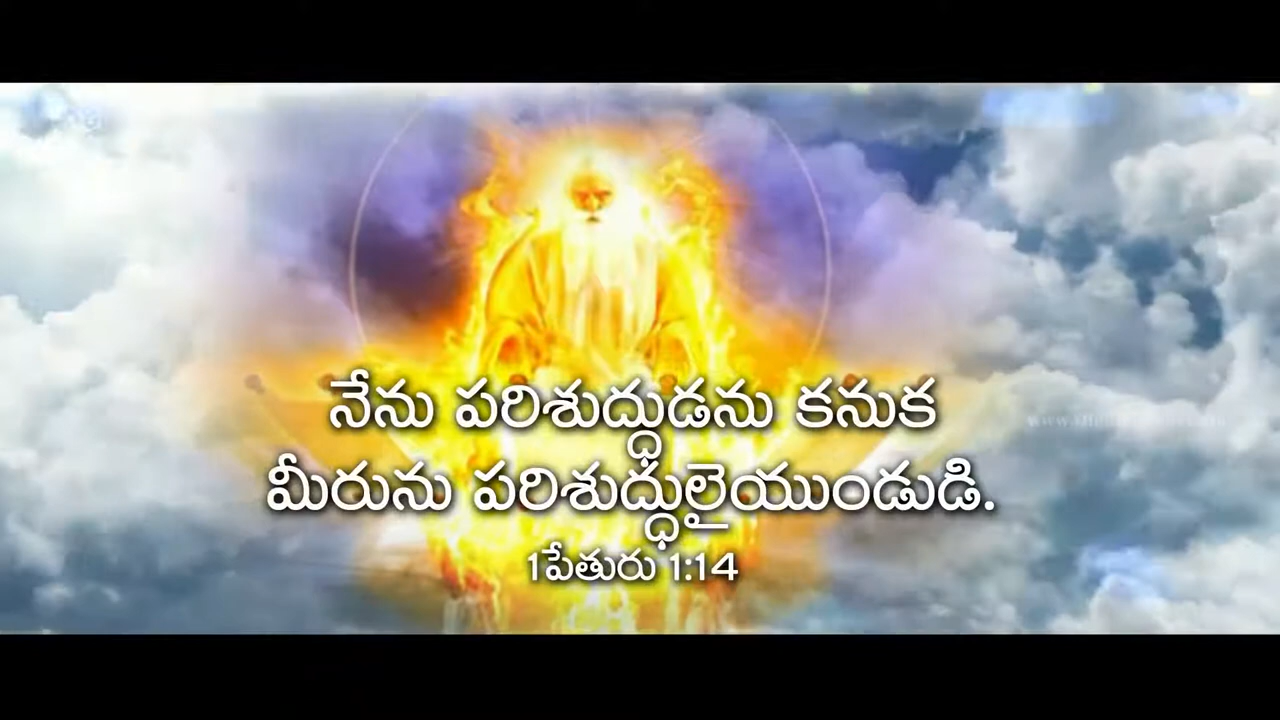 నేను పరిశుద్ధుడను కనుక
మీరును పరిశుద్ధులైయుండుడి.
1పేతురు 1:14